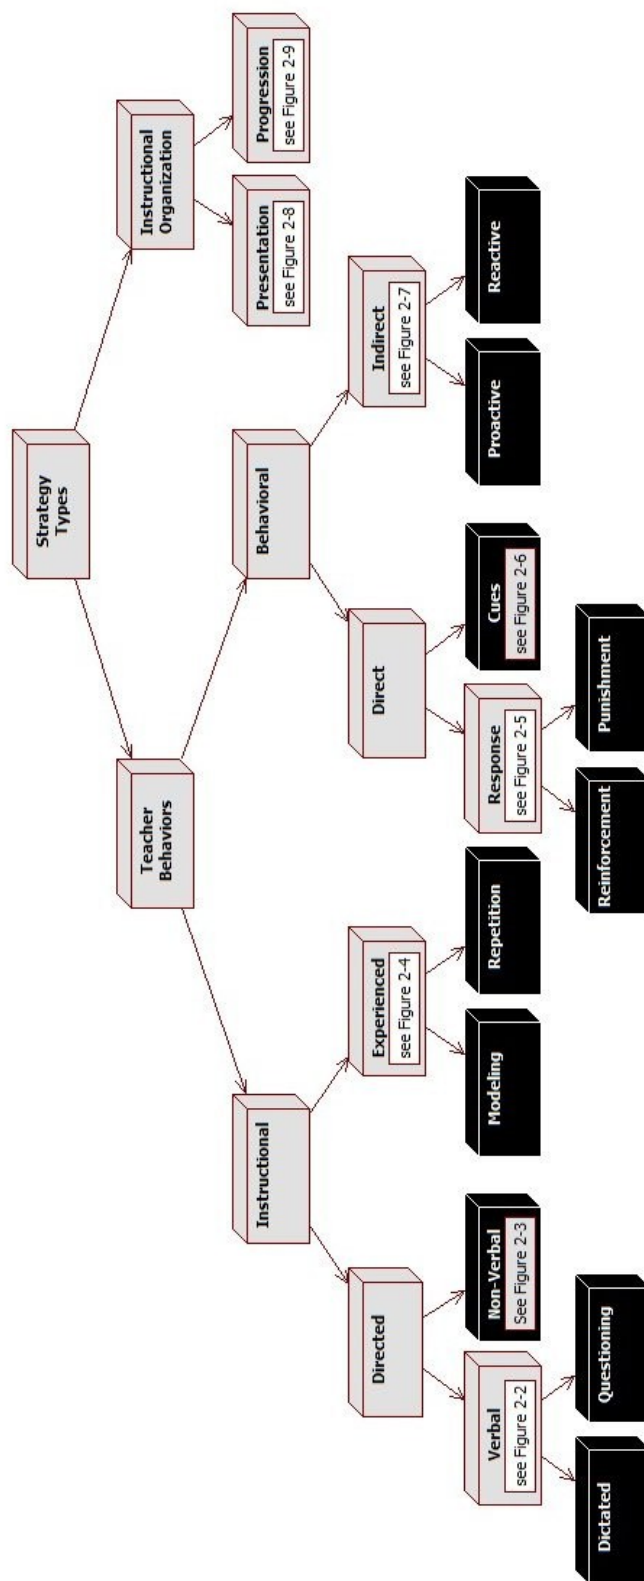 Strategy
Types
Teacher
Behaviors
Instructional
Organization
Instructional
Behavioral
Presentation
see Figure 2-8
Progression
see Figure 2-9
Directed
Experienced
see Figure 2-4
Direct
Indirect
see Figure 2-7
Verbal
see Figure 2-2
Non-Verbal
See Figure 2-3
Modeling
Repetition
Response
see Figure 2-5
Cues
see Figure 2-6
Proactive
Reactive
Dictated
Questioning
Reinforcement
Punishment